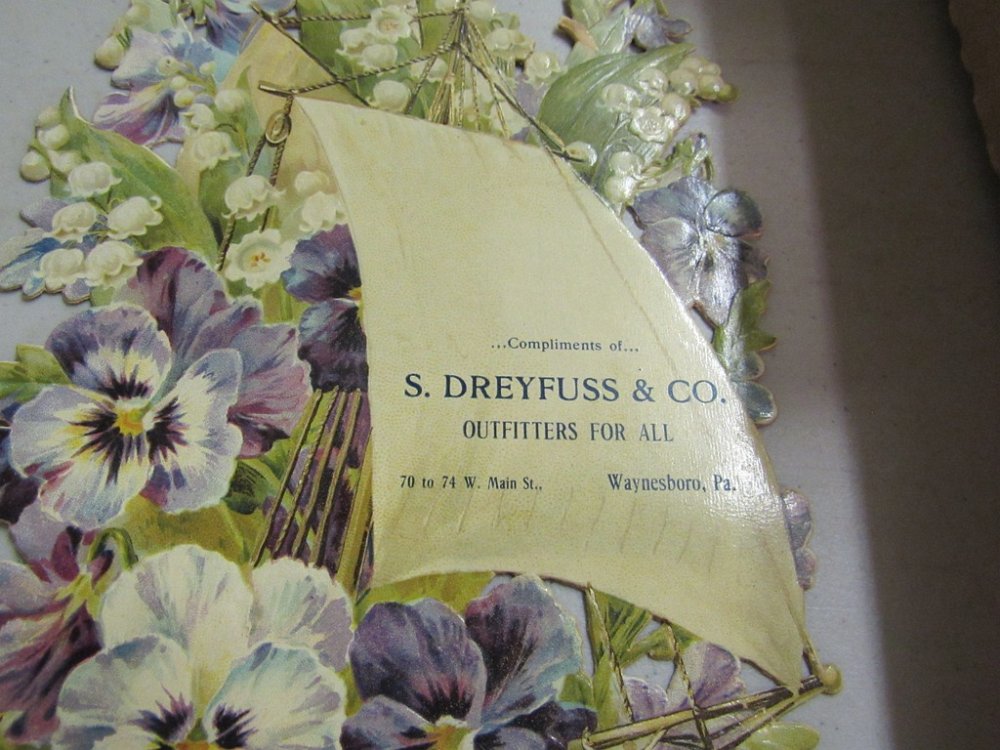 ...Compliments of...
S. DREYFUSS & CO.
OUTFITTERS FOR ALL
70 to 74 W. Main St., Waynesboro, Pa.